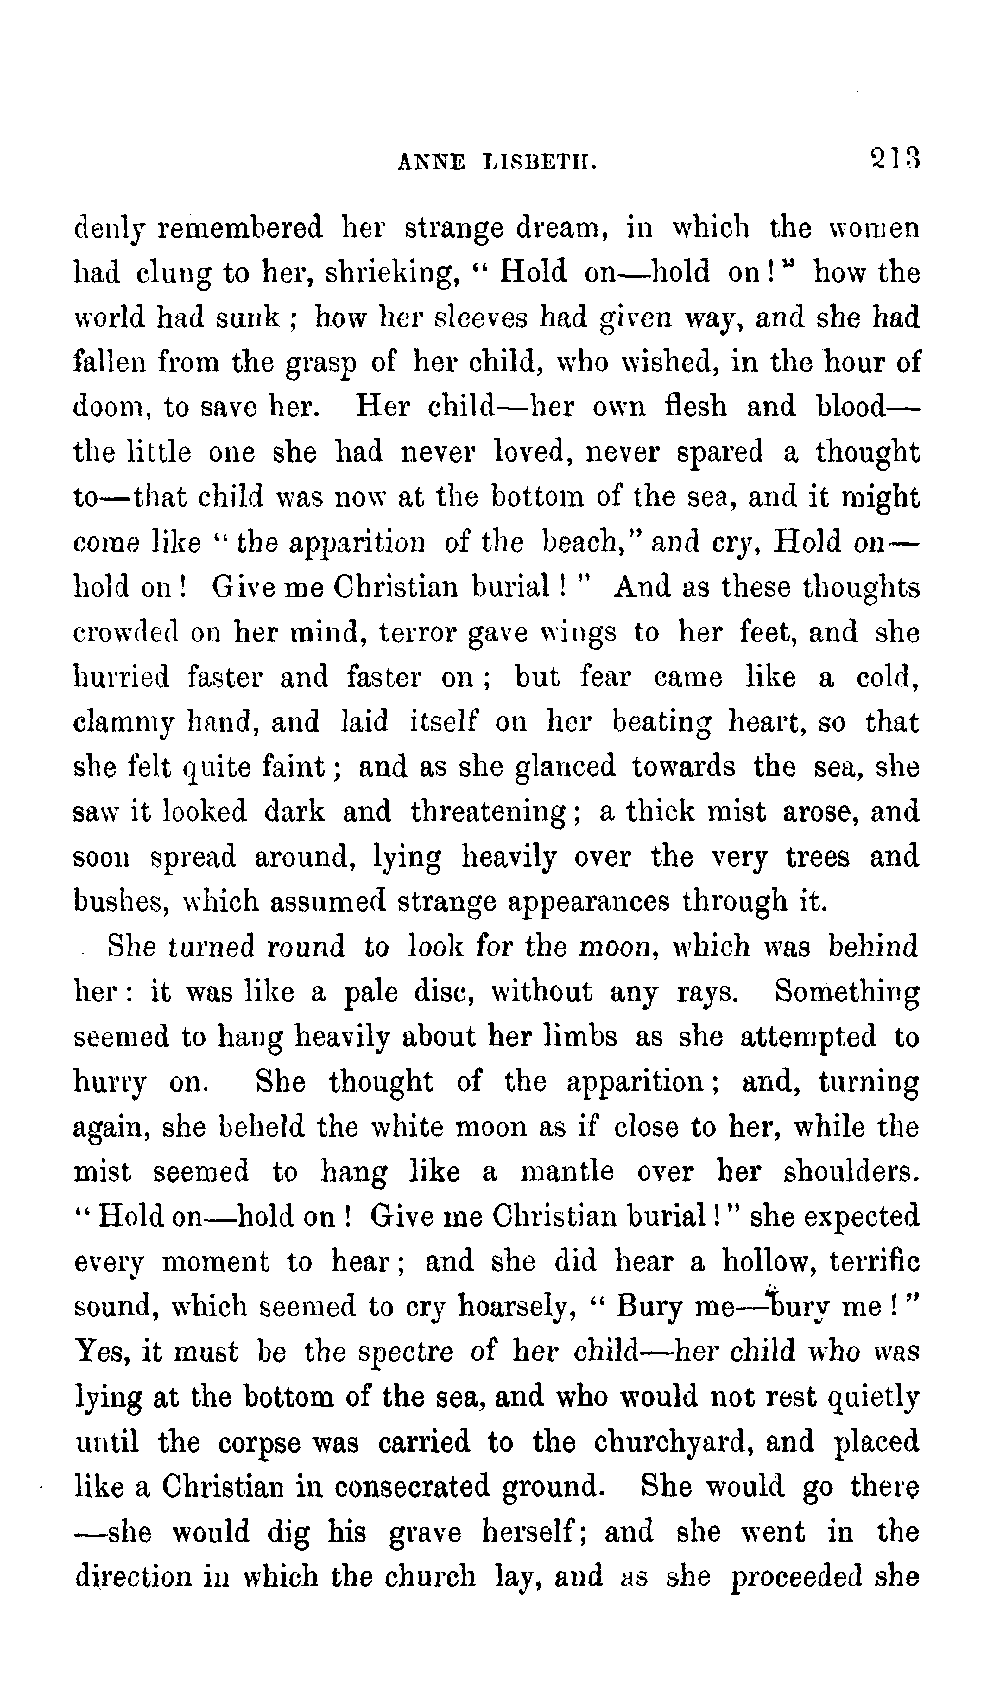 ANNE LISBETH. 213
denly remembered her strange dream, in which the women
had clung to her, shrieking, " Hold on—hold on ! " how the
world had sunk ; how her sleeves had given way, and she had
fallen from the grasp of her child, who wished, in the hour of
doom, to save her. Her child—her own flesh and blood—
the little one she had never loved, never spared a thought
to—that child was now at the bottom of the sea, and it might
come like " the apparition of the beach," and cry, Hold on—
hold on ! Give me Christian burial ! " And as these thoughts
crowded on her mind, terror gave wings to her feet, and she
hurried faster and faster on ; but fear came like a cold,
clammy hand, and laid itself on her beating heart, so that
she felt quite faint ; and as she glanced towards the sea, she
saw it looked dark and threatening ; a thick mist arose, and
soon spread around, lying heavily over the very trees and
bushes, which assumed strange appearances through it.
She turned round to look for the moon, which was behind
her : it was like a pale disc, without any rays. Something
seemed to hang heavily about her limbs as she attempted to
hurry on. She thought of the apparition ; and, turning
again, she beheld the white moon as if close to her, while the
mist seemed to hang like a mantle over her shoulders.
" Hold on—hold on ! Give me Christian burial ! " she expected
every moment to hear ; and she did hear a hollow, terrific
sound, which seemed to cry hoarsely, " Bury me—bury me ! "
Yes, it must be the spectre of her child—her child who was
lying at the bottom of the sea, and who would not rest quietly
until the corpse was carried to the churchyard, and placed
like a Christian in consecrated ground. She would go there
—she would dig his grave herself ; and she went in the
direction in which the church lay, and as she proceeded she